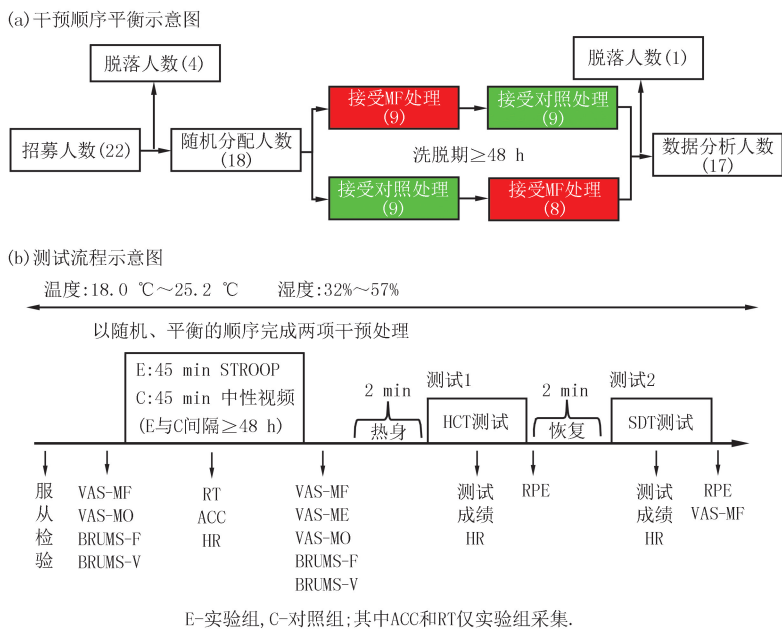 (a)干预顺序平衡示意图
脱落人数(4)
脱落人数(1)
接受MF处理
(9)
接受对照处理
(9)
招募人数(22)
随机分配人数
(18)
洗脱期≥48 h
数据分析人数
(17)
接受对照处理
(9)
接受MF处理
(8)
(b)测试流程示意图
温度:18.0 ℃～25.2 ℃ 湿度:32%～57%
以随机、平衡的顺序完成两项干预处理
E:45 min STROOP
C:45 min 中性视频
(E与C间隔≥48 h)
2 min
热身
测试1
HCT测试
2 min
恢复
测试2
SDT测试
服
从
检
验
VAS-MF
VAS-MO
BRUMS-F
BRUMS-V
RT
ACC
HR
VAS-MF
VAS-ME
VAS-MO
BRUMS-F
BRUMS-V
测试
成绩
HR
RPE
测试
成绩
HR
RPE
VAS-MF
E-实验组,C-对照组;其中ACC和RT仅实验组采集.